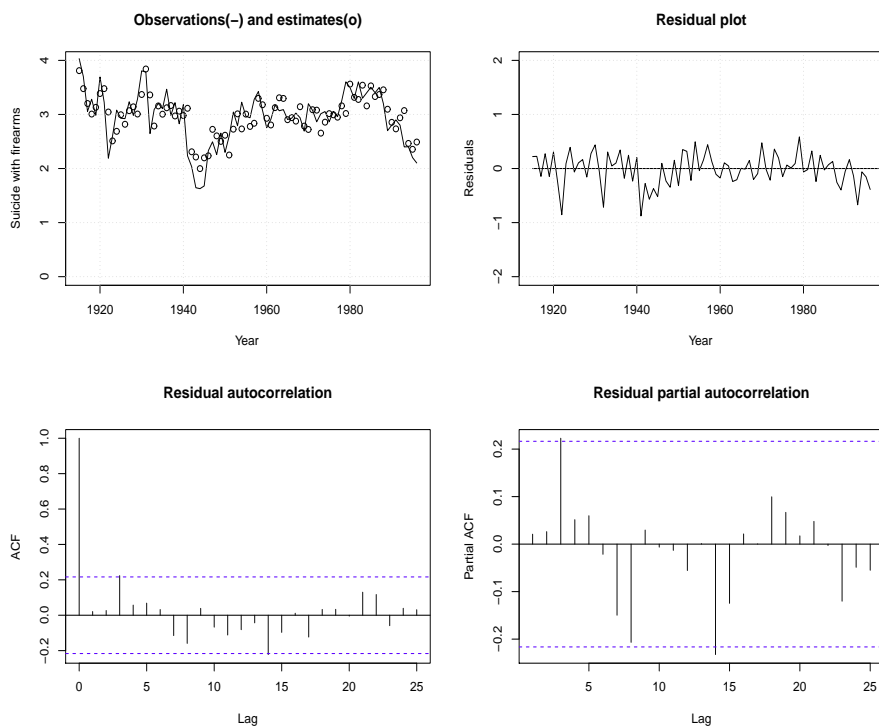 Observations(−) and estimates(o)
Suicide with firearms
0 1 2 3 4
1920 1940 1960 1980
Year
Residual plot
Residuals
−2 −1 0 1 2
1920 1940 1960 1980
Year
Residual autocorrelation
ACF
−0.2 0.0 0.2 0.4 0.6 0.8 1.0
0 5 10 15 20 25
Lag
Residual partial autocorrelation
Partial ACF
−0.2 −0.1 0.0 0.1 0.2
5 10 15 20 25
Lag